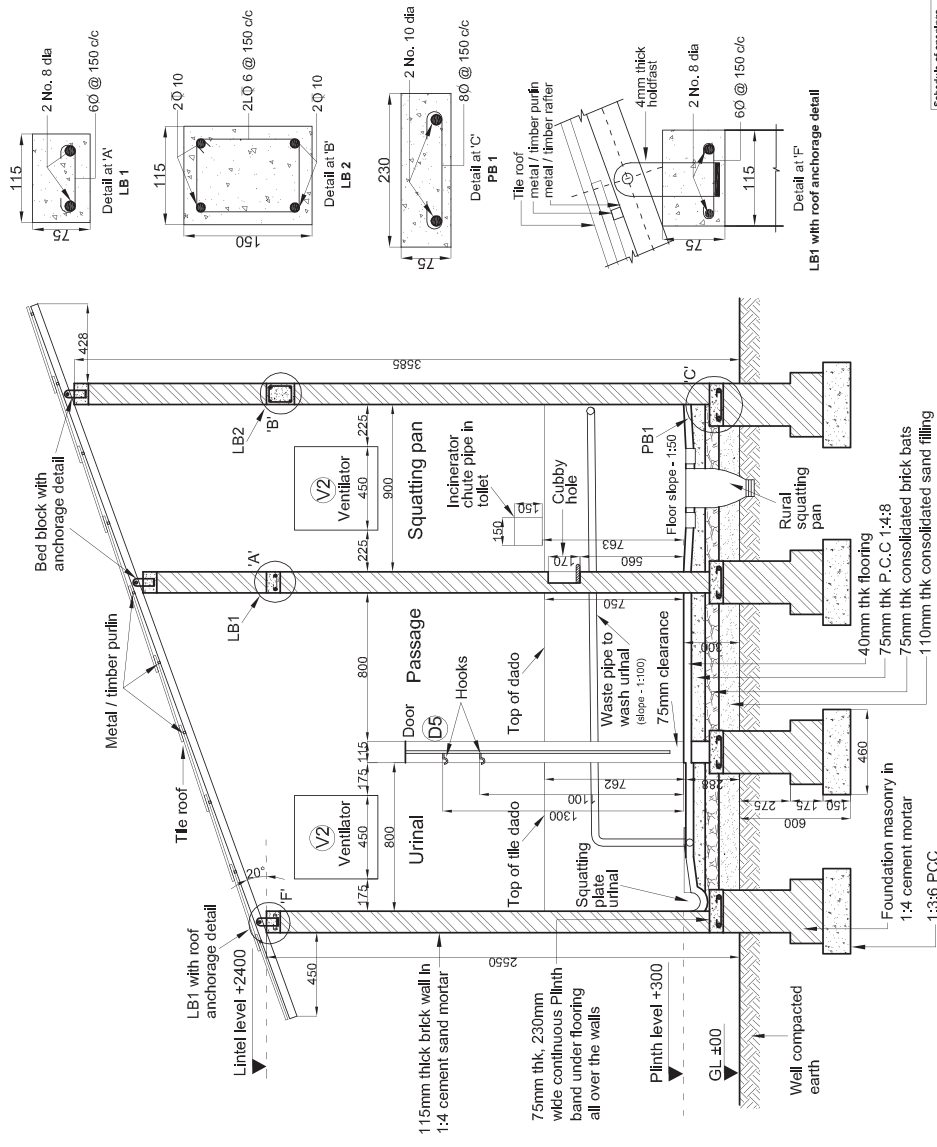 428
Bed block with
anchorage detail
Metal / timber purlin
Tile roof
20°
LB1 with roof
anchorage detail
450
Lintel level +2400
'F'
LB1
'A'
LB2
'B'
175
V2
Ventilator
450
175
115
800
225
V2
Ventilator
450
225
800
900
Urinal
Passage
Squatting pan
Door
D5
Hooks
Incinerator
chute pipe in
toilet
150
150
Cubby
hole
Top of tile dado
Top of dado
1300
1100
762
750
170
560
763
Squatting
plate
urinal
Waste pipe to
wash urinal
(slope - 1:100)
75mm clearance
Floor slope - 1:50
PB1
'C'
3585
2550
288
300
115mm thick brick wall in
1:4 cement sand mortar
75mm thk, 230mm
wide continuous Plinth
band under flooring
all over the walls
Plinth level +300
GL ±00
Well compacted
earth
Rural
squatting
pan
275
175
150
600
460
40mm thk flooring
75mm thk P.C.C 1:4:8
75mm thk consolidated brick bats
110mm thk consolidated sand filling
Foundation masonry in
1:4 cement mortar
1:3:6 PCC
115
75
2 No. 8 dia
6Ø @ 150 c/c
Detail at 'A'
LB 1
115
150
2Φ 10
2LΦ 6 @ 150 c/c
2Φ 10
Detail at 'B'
LB 2
230
75
2 No. 10 dia
8Ø @ 150 c/c
Detail at 'C'
PB 1
Tile roof
metal / timber purlin
metal / timber rafter
4mm thick
holdfast
2 No. 8 dia
6Ø @ 150 c/c
75
115
Detail at 'F'
LB1 with roof anchorage detail